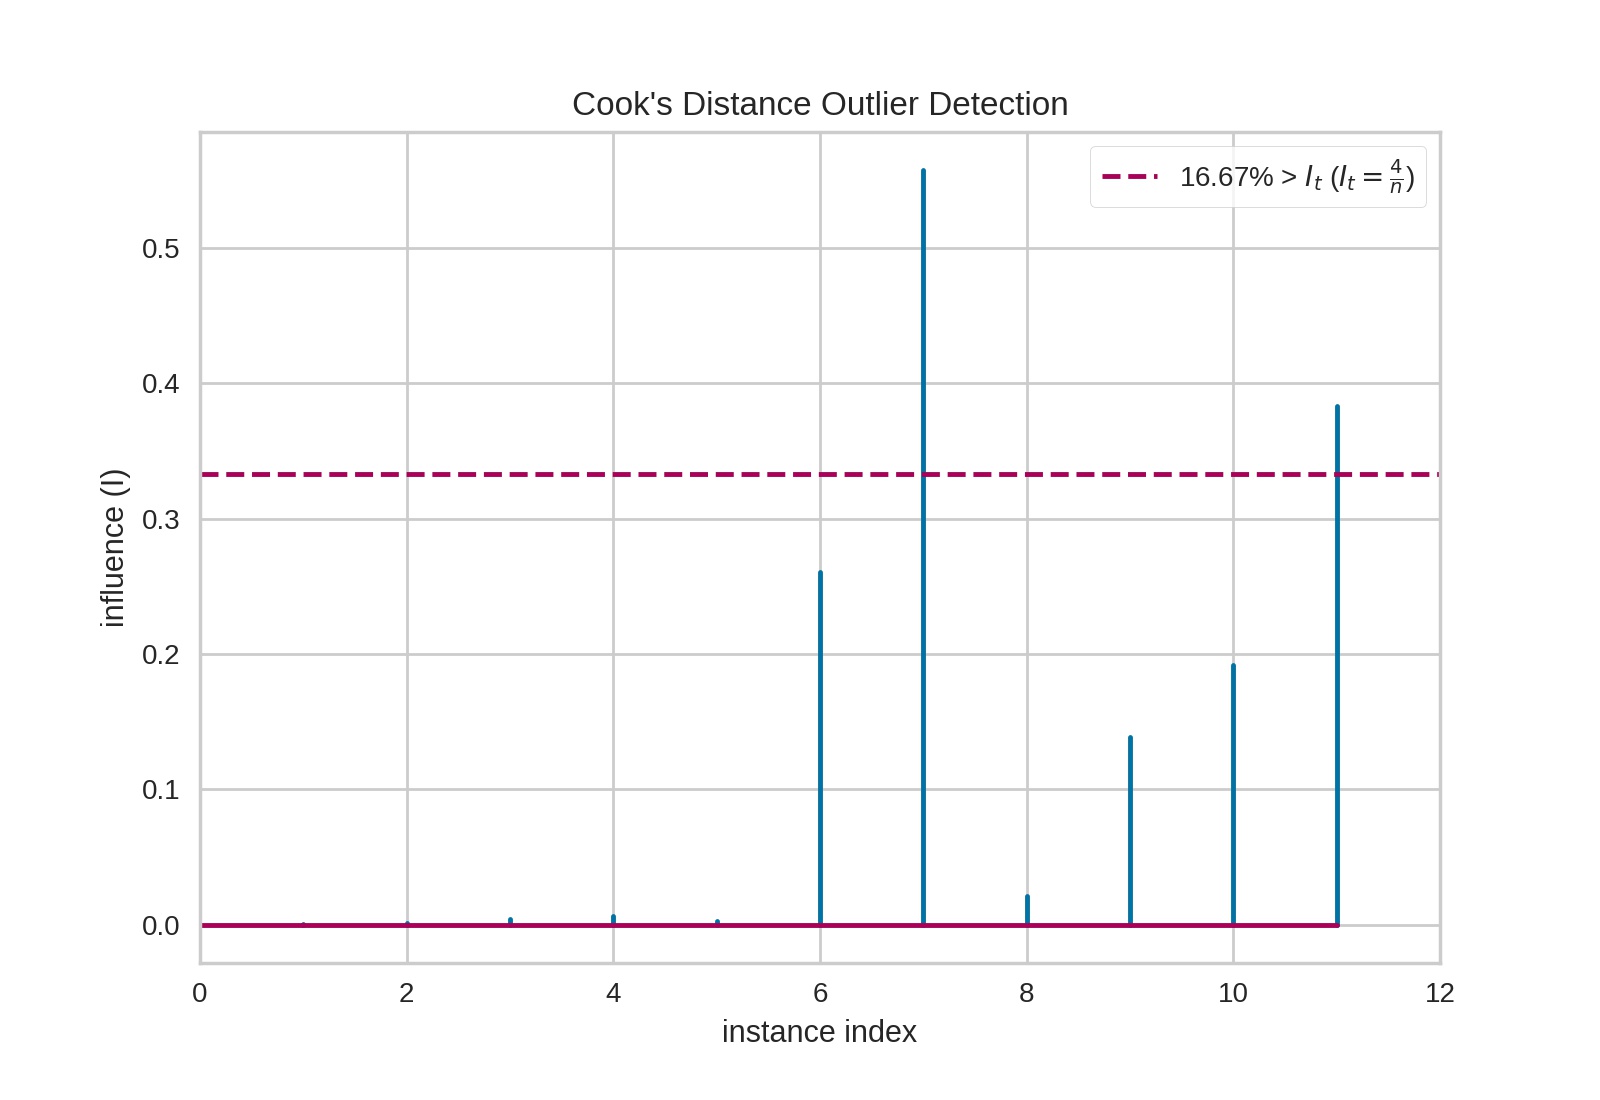 Cook's Distance Outlier Detection
16.67% > I_t (I_t = 4/n)
influence (I)
0.5
0.4
0.3
0.2
0.1
0.0
0 2 4 6 8 10 12
instance index